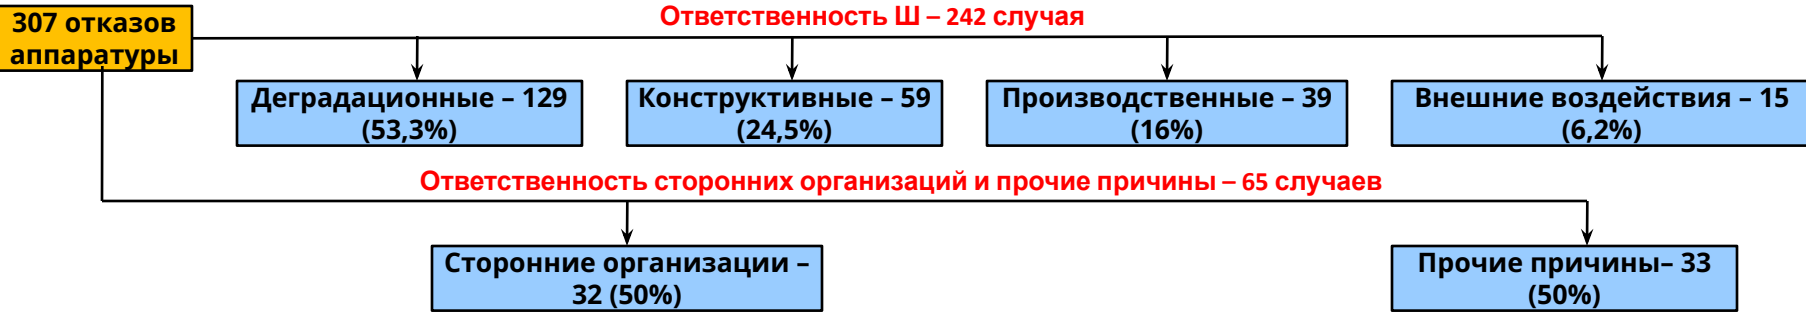 307 отказов
аппаратуры
Ответственность Ш – 242 случая
Деградационные – 129
(53,3%)
Конструктивные – 59
(24,5%)
Производственные – 39
(16%)
Внешние воздействия – 15
(6,2%)
Ответственность сторонних организаций и прочие причины – 65 случаев
Сторонние организации –
32 (50%)
Прочие причины– 33
(50%)